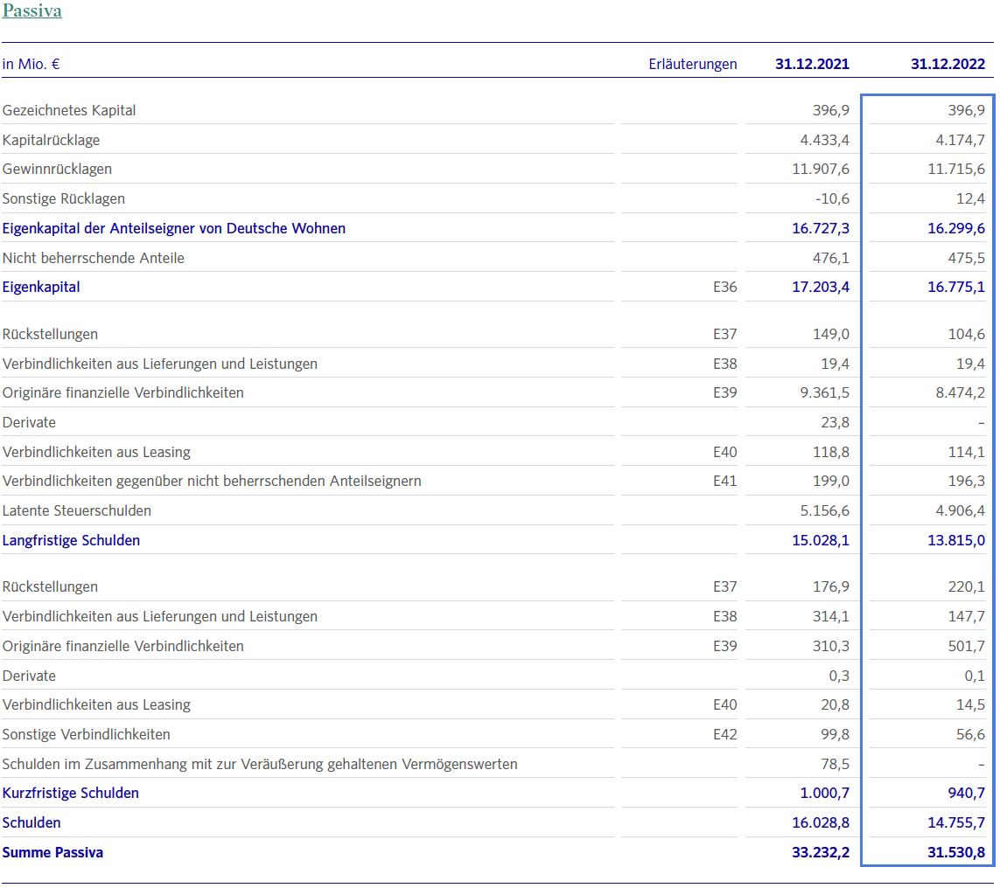 Passiva
in Mio. € Erläuterungen 31.12.2021 31.12.2022
Gezeichnetes Kapital 396,9 396,9
Kapitalrücklage 4.433,4 4.174,7
Gewinnrücklagen 11.907,6 11.715,6
Sonstige Rücklagen -10,6 12,4
Eigenkapital der Anteilseigner von Deutsche Wohnen 16.727,3 16.299,6
Nicht beherrschende Anteile 476,1 475,5
Eigenkapital E36 17.203,4 16.775,1
Rückstellungen E37 149,0 104,6
Verbindlichkeiten aus Lieferungen und Leistungen E38 19,4 19,4
Originäre finanzielle Verbindlichkeiten E39 9.361,5 8.474,2
Derivate 23,8 –
Verbindlichkeiten aus Leasing E40 118,8 114,1
Verbindlichkeiten gegenüber nicht beherrschenden Anteilseignern E41 199,0 196,3
Latente Steuerschulden 5.156,6 4.906,4
Langfristige Schulden 15.028,1 13.815,0
Rückstellungen E37 176,9 220,1
Verbindlichkeiten aus Lieferungen und Leistungen E38 314,1 147,7
Originäre finanzielle Verbindlichkeiten E39 310,3 501,7
Derivate 0,3 0,1
Verbindlichkeiten aus Leasing E40 20,8 14,5
Sonstige Verbindlichkeiten E42 99,8 56,6
Schulden im Zusammenhang mit zur Veräußerung gehaltenen Vermögenswerten 78,5 –
Kurzfristige Schulden 1.000,7 940,7
Schulden 16.028,8 14.755,7
Summe Passiva 33.232,2 31.530,8